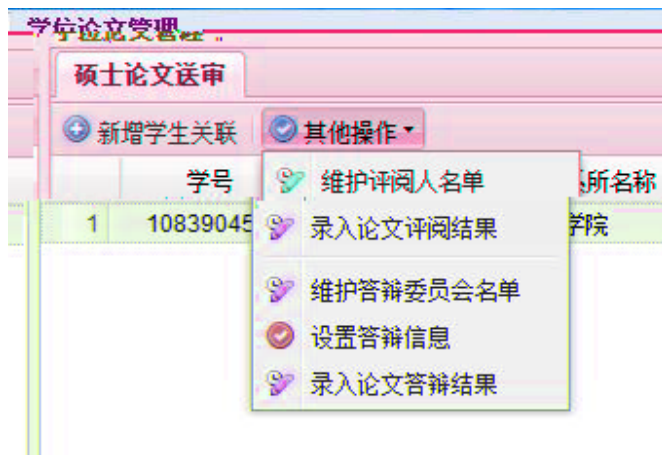 学位论文管理
硕士论文送审
新增学生关联 其他操作
学号 所名称
1 10839045 学院
维护评阅人名单
录入论文评阅结果
维护答辩委员会名单
设置答辩信息
录入论文答辩结果